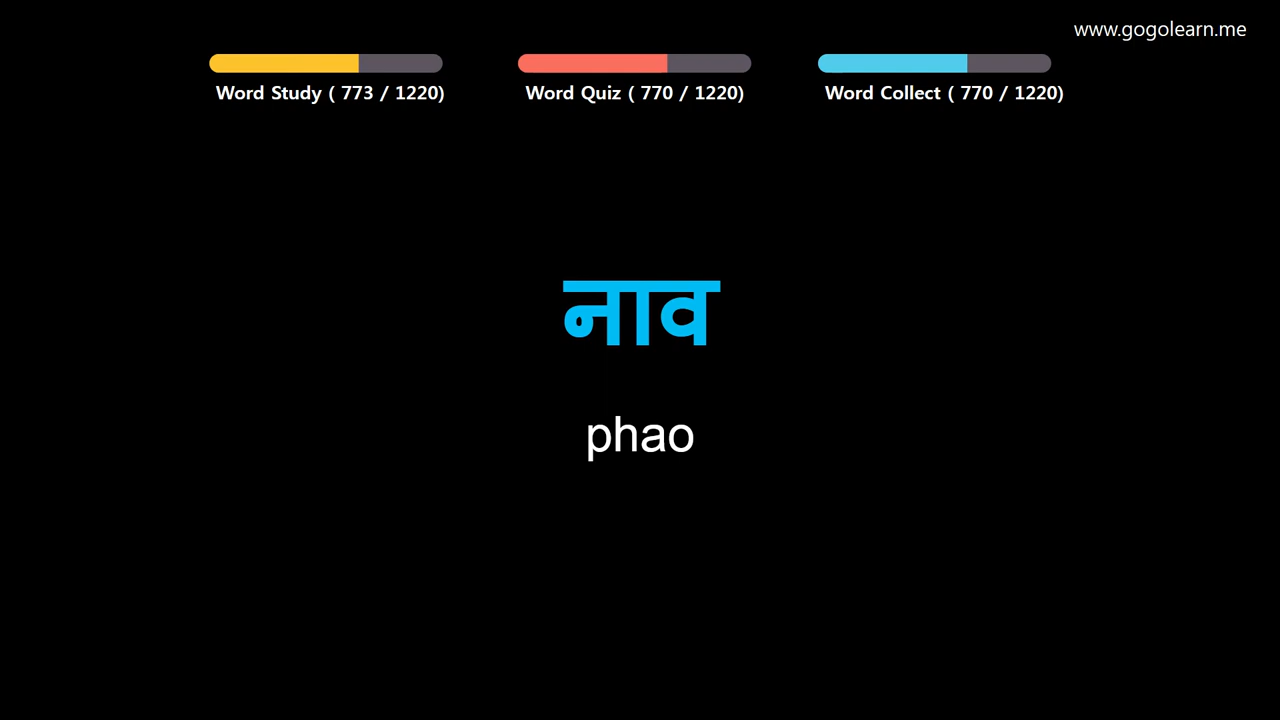 www.gogolearn.me
Word Study ( 773 / 1220)
Word Quiz ( 770 / 1220)
Word Collect ( 770 / 1220)
नाव
phao